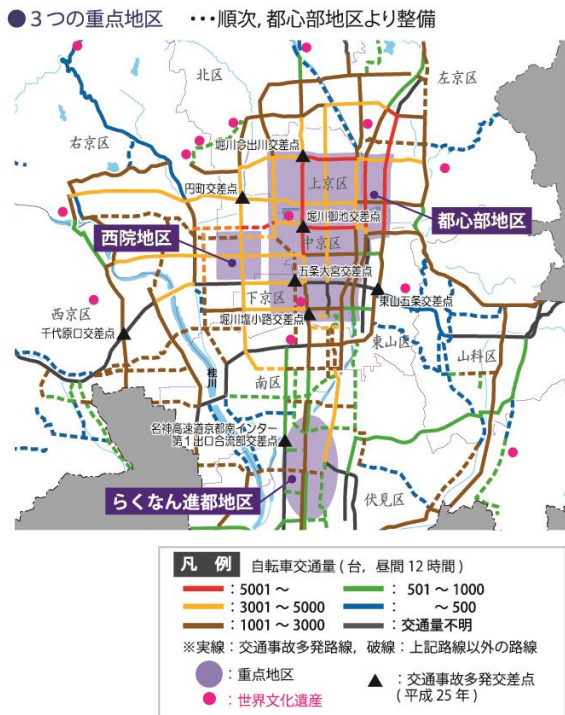 ●3つの重点地区 …順次，都心部地区より整備
北区
左京区
右京区
堀川今出川交差点
上京区
円町交差点
都心部地区
堀川御池交差点
西院地区
中京区
五条大宮交差点
西京区
下京区
東山五条交差点
千代原口交差点
堀川塩小路交差点
東山区
山科区
桂川
南区
名神高速道京都南インター
第1出口合流部交差点
らくなん進都地区
伏見区
凡 例 自転車交通量(台，昼間12時間)
：5001～
：501～1000
：3001～5000
：～500
：1001～3000
：交通量不明
※実線：交通事故多発路線，破線：上記路線以外の路線
：重点地区
▲：交通事故多発交差点
(平成25年)
：世界文化遺産